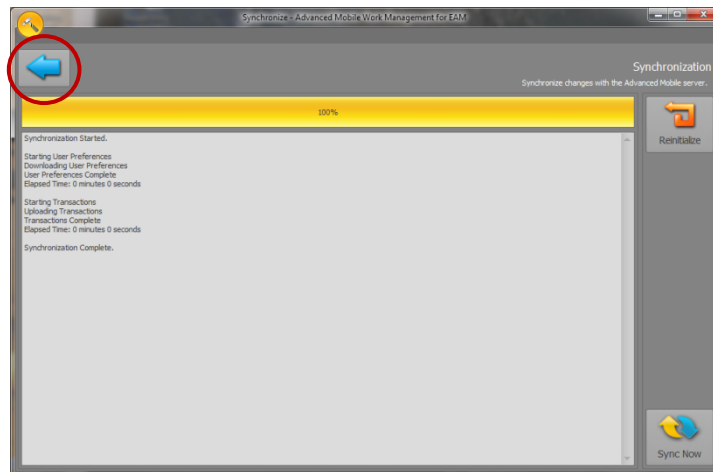 Synchronize - Advanced Mobile Work Management for EAM
Synchronization
Synchronize changes with the Advanced Mobile server.
100%
Reinitialize
Synchronization Started.
Starting User Preferences
Downloading User Preferences
User Preferences Complete
Elapsed Time: 0 minutes 0 seconds
Starting Transactions
Uploading Transactions
Transactions Complete
Elapsed Time: 0 minutes 0 seconds
Synchronization Complete.
Sync Now